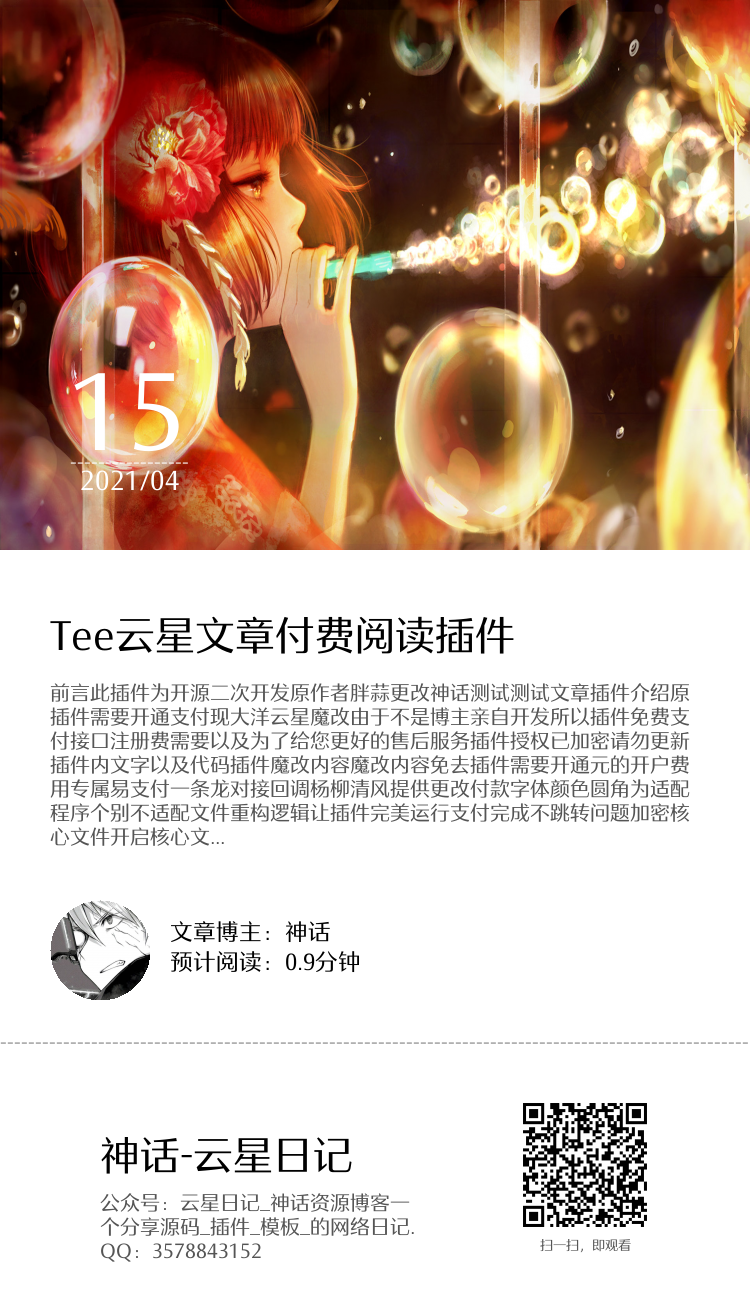 15
2021/04
Tee云星文章付费阅读插件
前言此插件为开源二次开发原作者胖蒜更改神话测试测试文章插件介绍原
插件需要开通支付现大洋云星魔改由于不是博主亲自开发所以插件免费支
付接口注册费需要以及为了给您更好的售后服务插件授权已加密请勿更新
插件内文字以及代码插件魔改内容魔改内容免去插件需要开通元的开户费
用专属易支付一条龙对接回调杨柳清风提供更改付款字体颜色圆角为适配
程序个别不适配文件重构逻辑让插件完美运行支付完成不跳转问题加密核
心文件开启核心文...
文章博主：神话
预计阅读：0.9分钟
神话-云星日记
公众号：云星日记_神话资源博客一
个分享源码_插件_模板_的网络日记.
QQ：3578843152
扫一扫，即观看